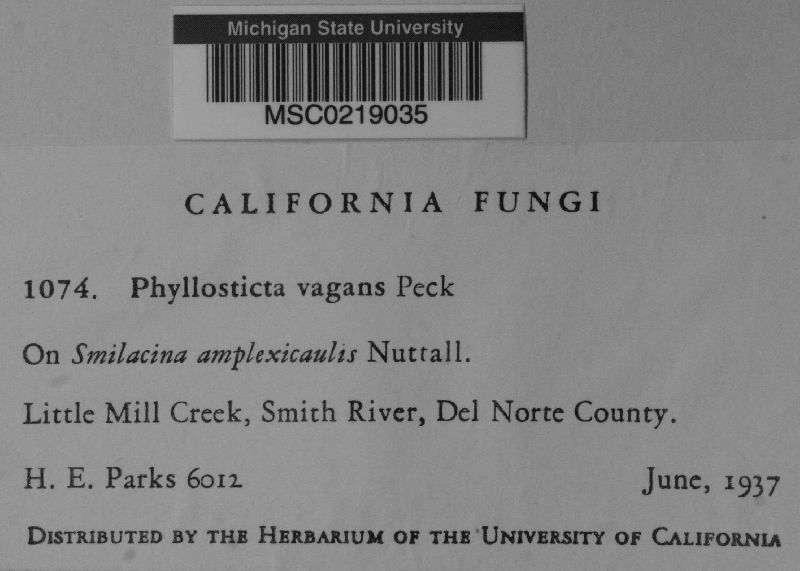 Michigan State University
MSC0219035
CALIFORNIA FUNGI
1074. Phyllosticta vagans Peck
On Smilacina amplexicaulis Nuttall.
Little Mill Creek, Smith River, Del Norte County.
H. E. Parks 6012 June, 1937
DISTRIBUTED BY THE HERBARIUM OF THE UNIVERSITY OF CALIFORNIA